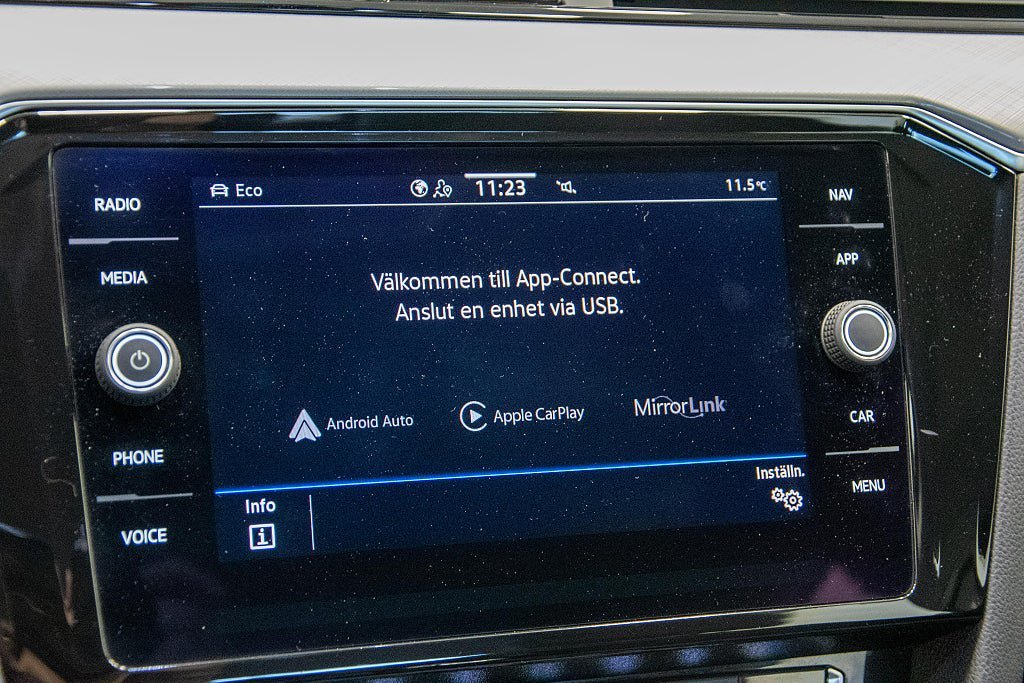 RADIO
MEDIA
PHONE
VOICE
Eco
11:23
11.5°C
Välkommen till App-Connect.
Anslut en enhet via USB.
Android Auto
Apple CarPlay
MirrorLink
Info
i
Inställn.
NAV
APP
CAR
MENU